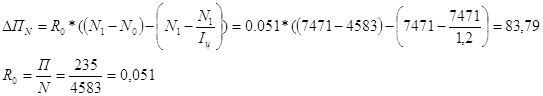 ΔΠ_N = R_0 * ((N_1 − N_0) − (N_1 − N_1/I_ц)) = 0.051*((7471 − 4583) − (7471 − 7471/1,2) = 83,79
R_0 = Π/N = 235/4583 = 0,051